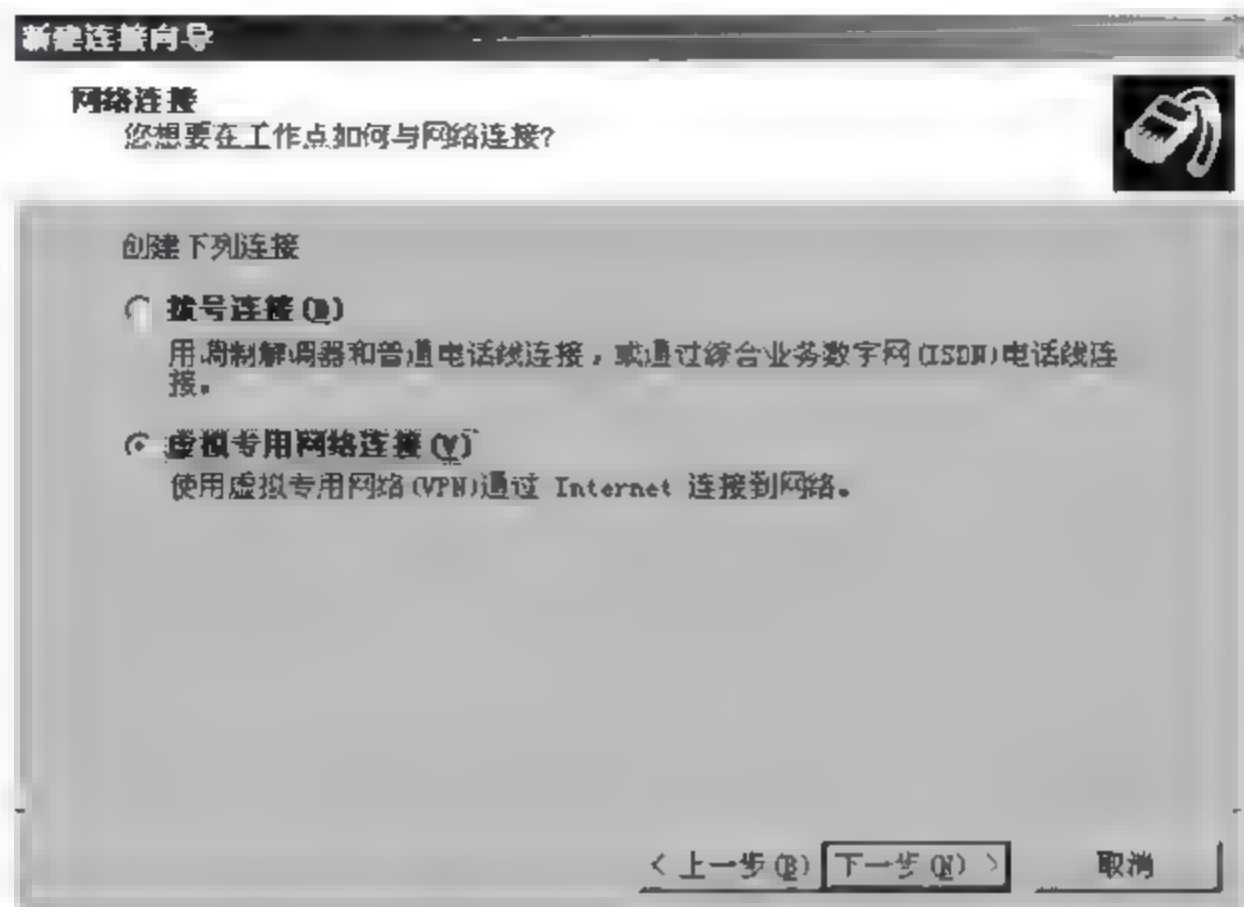 新建连接向导
网络连接
您想要在工作点如何与网络连接?
创建下列连接
拨号连接(D)
用调制解调器和普通电话线连接,或通过综合业务数字网(ISDN)电话线连
接。
虚拟专用网络连接(V)
使用虚拟专用网络(VPN)通过 Internet 连接到网络。
< 上一步(B) 下一步(N) > 取消